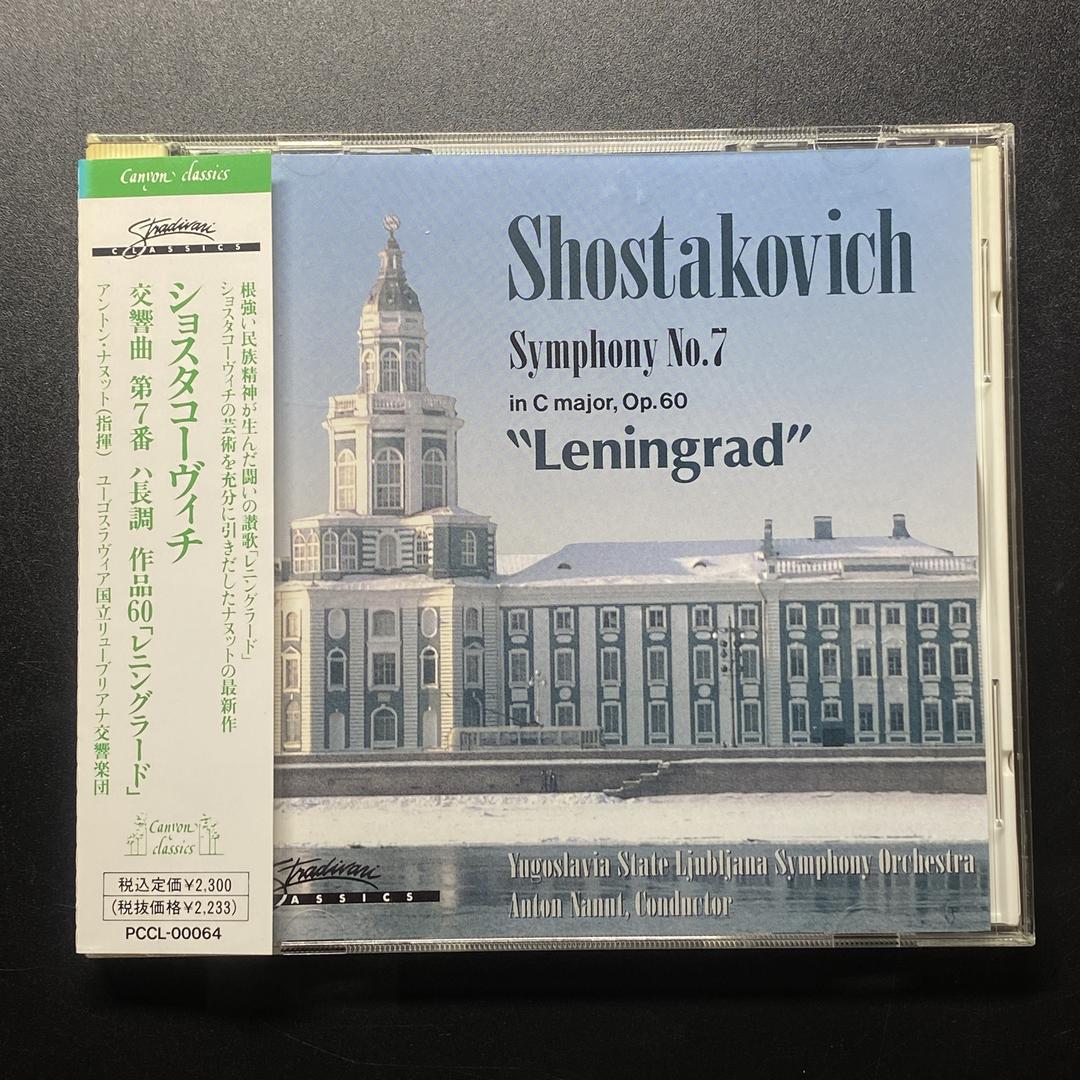 Canyon classics
Stradivari
CLASSICS
根強い民族精神が生んだ闘いの讃歌「レニングラード」
ショスタコーヴィチの芸術を充分に引きだしたナヌットの最新作
ショスタコーヴィチ
交響曲 第7番 ハ長調 作品60「レニングラード」
アントン・ナヌット(指揮) ユーゴスラヴィア国立リューブリアナ交響楽団
Canyon
classics
税込定価¥2,300
(税抜価格¥2,233)
PCCL-00064
Shostakovich
Symphony No.7
in C major, Op.60
"Leningrad"
Stradivari
ASSICS
Yugoslavia State Ljubljana Symphony Orchestra
Anton Nanut, Conductor